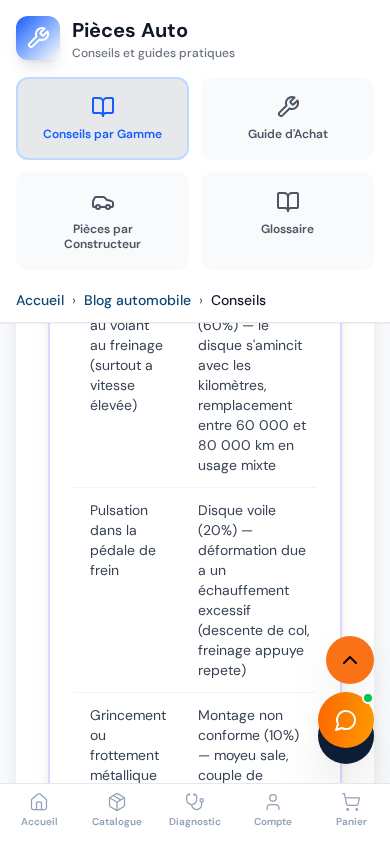 Pièces Auto
Conseils et guides pratiques
Conseils par Gamme
Guide d'Achat
Pièces par
Constructeur
Glossaire
Accueil › Blog automobile › Conseils
au volant
au freinage
(surtout a
vitesse
élevée)
(60%) — le
disque s'amincit
avec les
kilomètres,
remplacement
entre 60 000 et
80 000 km en
usage mixte
Pulsation
dans la
pédale de
frein
Disque voile
(20%) —
déformation due
a un
échauffement
excessif
(descente de col,
freinage appuye
repete)
Grincement
ou
frottement
métallique
Montage non
conforme (10%)
— moyeu sale,
couple de
Accueil
Catalogue
Diagnostic
Compte
Panier